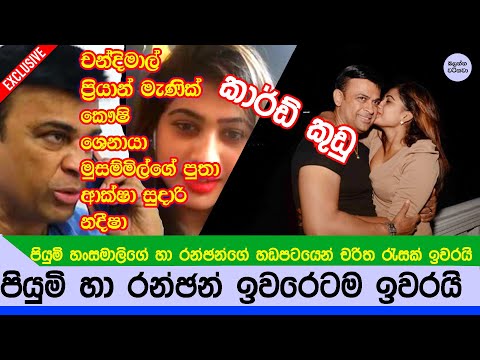 EXCLUSIVE
චන්දිමාල්
ප්‍රියාන් මැණික්
කෞෂි
ශෙනායා
මුසම්මිල්ගේ පුතා
ආක්ෂා සුදාරි
නදීෂා
කාර්ඩ් කුඩු
පියුමි හංසමාලිගේ හා රන්ජන්ගේ හඩපටයෙන් චරිත රැසක් ඉවරයි
පියුමි හා රන්ජන් ඉවරෙටම ඉවරයි